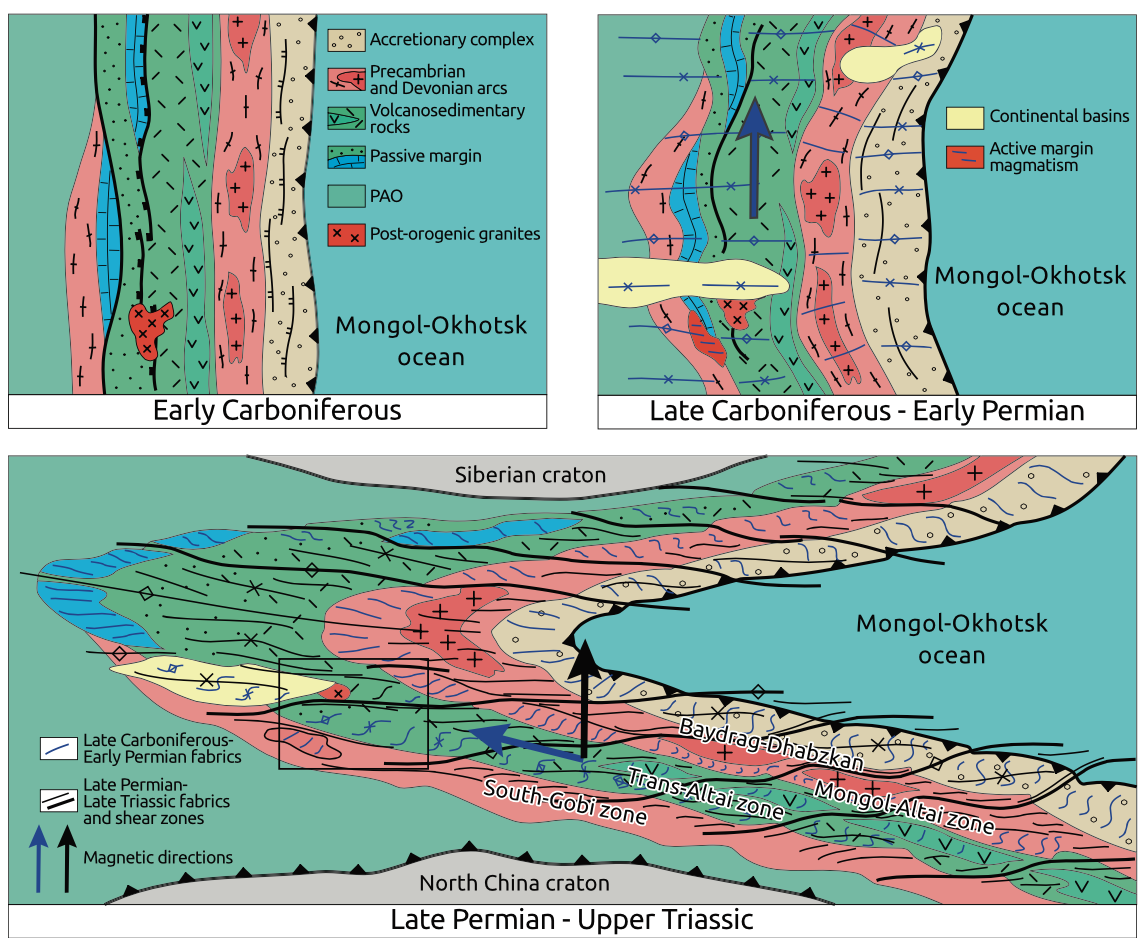 Accretionary complex
Precambrian
and Devonian arcs
Volcanosedimentary
rocks
Passive margin
PAO
Post-orogenic granites
Mongol-Okhotsk
ocean
Early Carboniferous
Continental basins
Active margin
magmatism
Mongol-Okhotsk
ocean
Late Carboniferous - Early Permian
Siberian craton
Mongol-Okhotsk
ocean
Baydrag-Dhabzkan
Mongol-Altai zone
Trans-Altai zone
South-Gobi zone
Late Carboniferous-
Early Permian fabrics
Late Permian-
Late Triassic fabrics
and shear zones
Magnetic directions
North China craton
Late Permian - Upper Triassic